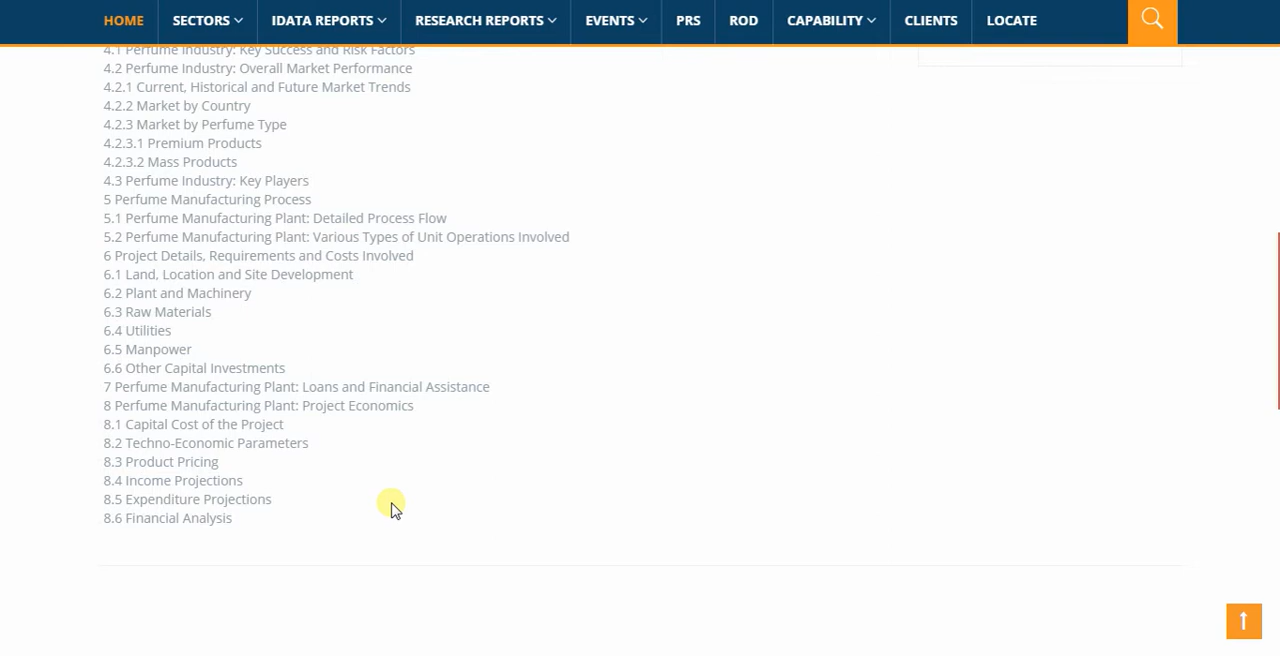 HOME SECTORS IDATA REPORTS RESEARCH REPORTS EVENTS PRS ROD CAPABILITY CLIENTS LOCATE
4.1 Perfume Industry: Key Success and Risk Factors
4.2 Perfume Industry: Overall Market Performance
4.2.1 Current, Historical and Future Market Trends
4.2.2 Market by Country
4.2.3 Market by Perfume Type
4.2.3.1 Premium Products
4.2.3.2 Mass Products
4.3 Perfume Industry: Key Players
5 Perfume Manufacturing Process
5.1 Perfume Manufacturing Plant: Detailed Process Flow
5.2 Perfume Manufacturing Plant: Various Types of Unit Operations Involved
6 Project Details, Requirements and Costs Involved
6.1 Land, Location and Site Development
6.2 Plant and Machinery
6.3 Raw Materials
6.4 Utilities
6.5 Manpower
6.6 Other Capital Investments
7 Perfume Manufacturing Plant: Loans and Financial Assistance
8 Perfume Manufacturing Plant: Project Economics
8.1 Capital Cost of the Project
8.2 Techno-Economic Parameters
8.3 Product Pricing
8.4 Income Projections
8.5 Expenditure Projections
8.6 Financial Analysis